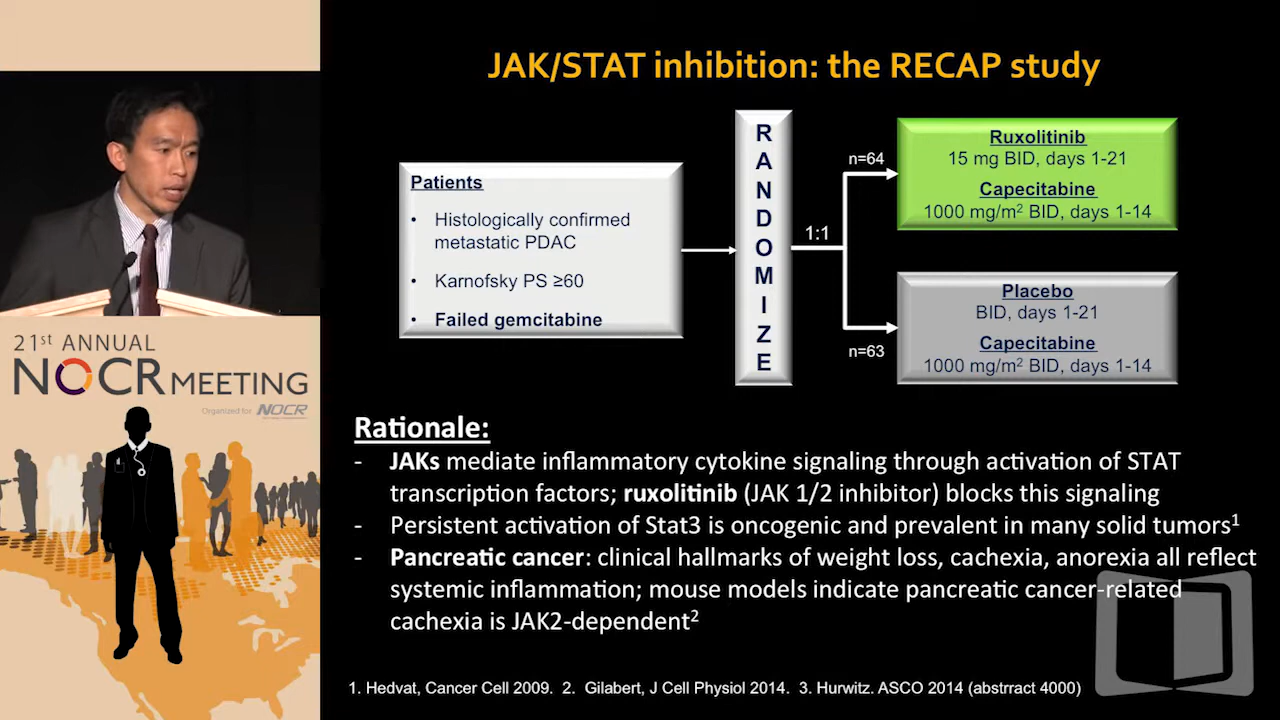 JAK/STAT inhibition: the RECAP study
Patients
• Histologically confirmed
metastatic PDAC
• Karnofsky PS ≥60
• Failed gemcitabine
R
A
N
D
O
M
I
Z
E
1:1
n=64
Ruxolitinib
15 mg BID, days 1-21
Capecitabine
1000 mg/m² BID, days 1-14
n=63
Placebo
BID, days 1-21
Capecitabine
1000 mg/m² BID, days 1-14
21st ANNUAL
NOCR MEETING
Organized for NOCR
Rationale:
- JAKs mediate inflammatory cytokine signaling through activation of STAT
transcription factors; ruxolitinib (JAK 1/2 inhibitor) blocks this signaling
- Persistent activation of Stat3 is oncogenic and prevalent in many solid tumors¹
- Pancreatic cancer: clinical hallmarks of weight loss, cachexia, anorexia all reflect
systemic inflammation; mouse models indicate pancreatic cancer-related
cachexia is JAK2-dependent²
1. Hedvat, Cancer Cell 2009. 2. Gilabert, J Cell Physiol 2014. 3. Hurwitz. ASCO 2014 (abstrract 4000)